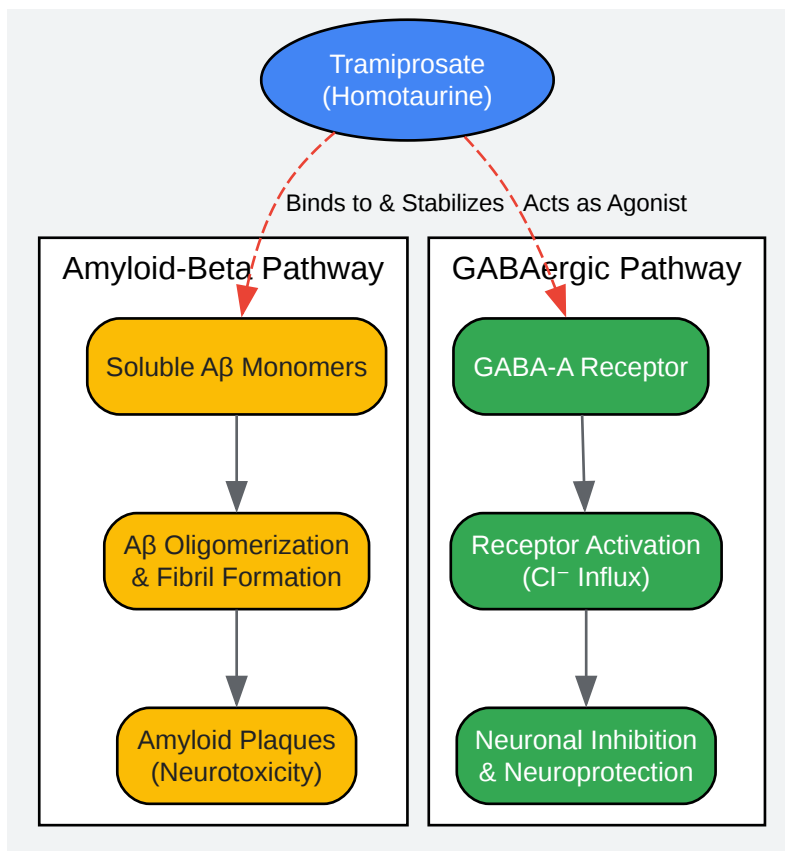 Tramiprosate
(Homotaurine)
Binds to & Stabilizes
Acts as Agonist
Amyloid-Beta Pathway
Soluble Aβ Monomers
Aβ Oligomerization
& Fibril Formation
Amyloid Plaques
(Neurotoxicity)
GABAergic Pathway
GABA-A Receptor
Receptor Activation
(Cl⁻ Influx)
Neuronal Inhibition
& Neuroprotection